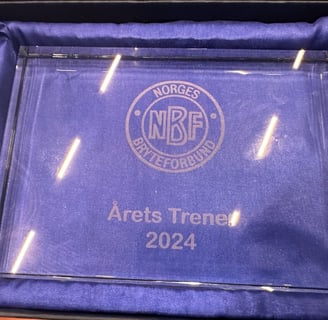 NORGES
NBF
BRYTEFORBUND
Årets Trener
2024